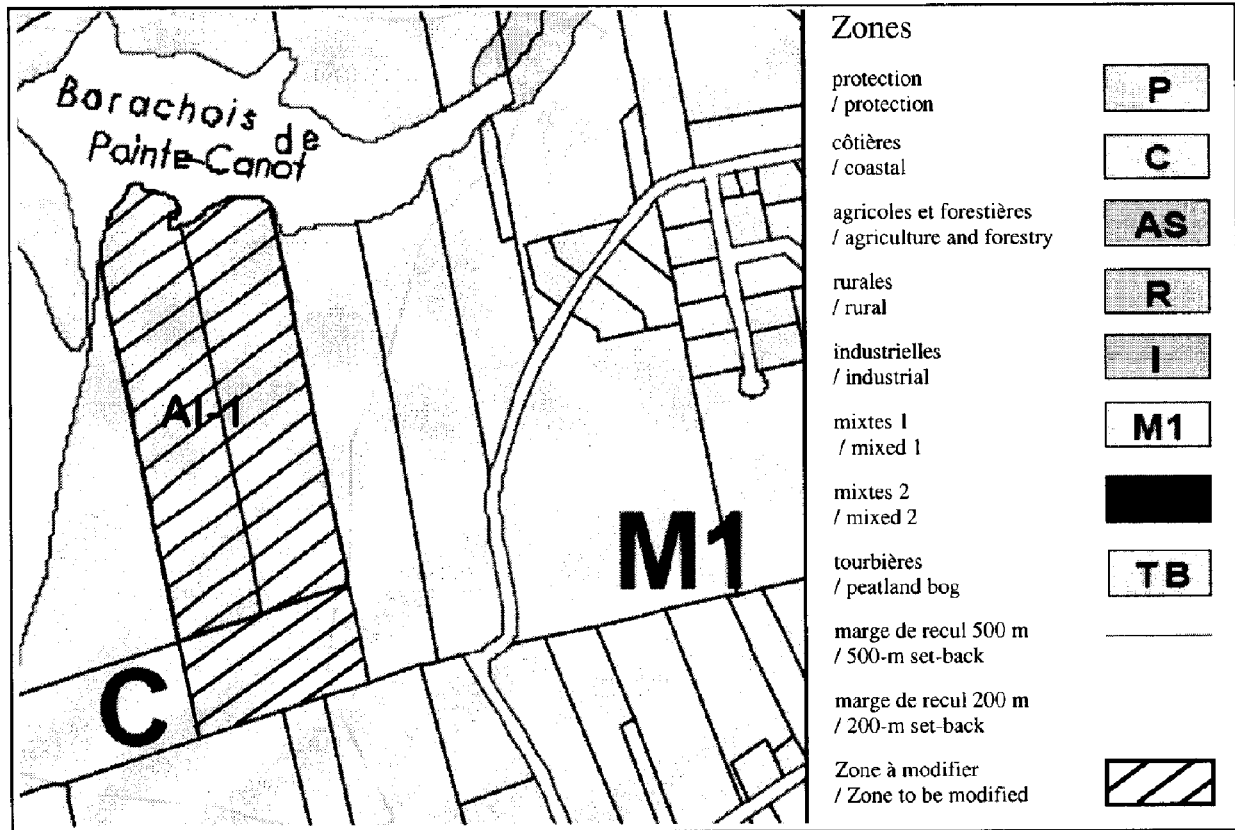 Barachois
de
Pointe-Canot
AI-1
M1
C
Zones
protection
/ protection
P
côtières
/ coastal
C
agricoles et forestières
/ agriculture and forestry
AS
rurales
/ rural
R
industrielles
/ industrial
I
mixtes 1
/ mixed 1
M1
mixtes 2
/ mixed 2
tourbières
/ peatland bog
TB
marge de recul 500 m
/ 500-m set-back
marge de recul 200 m
/ 200-m set-back
Zone à modifier
/ Zone to be modified